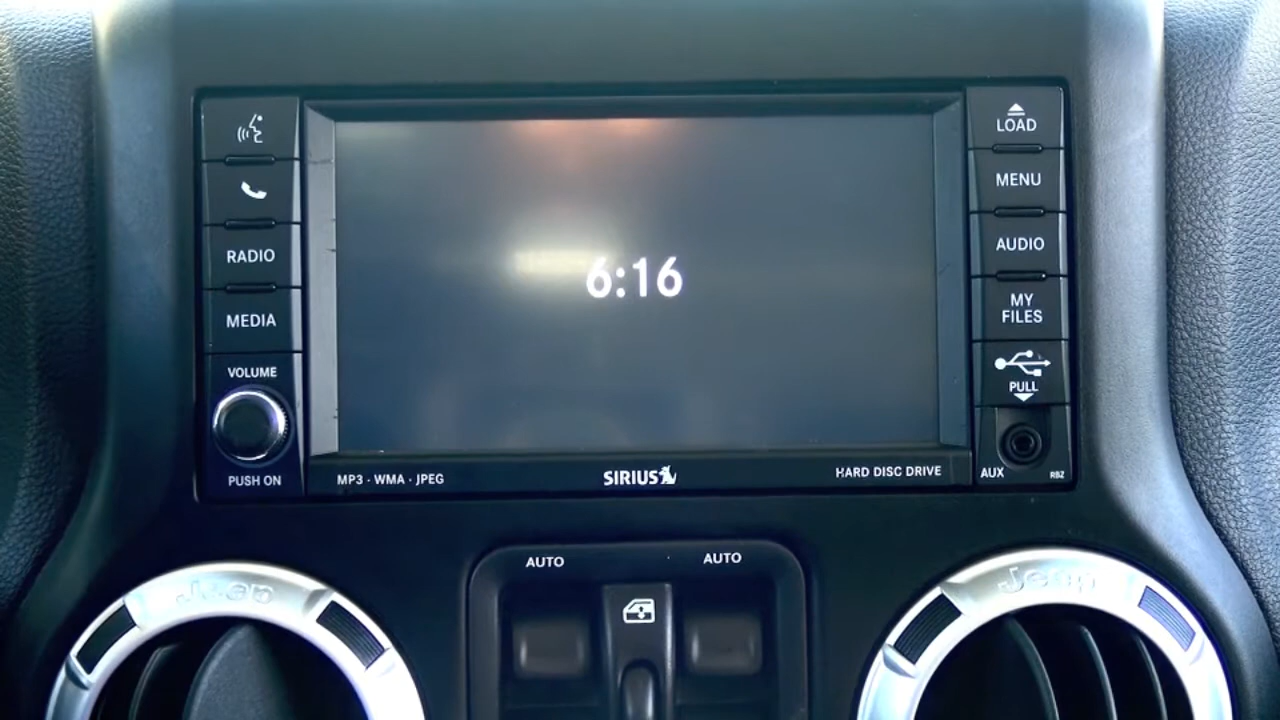 LOAD
MENU
RADIO
AUDIO
6:16
MY
FILES
MEDIA
VOLUME
PULL
PUSH ON
MP3 · WMA · JPEG
SIRIUS
HARD DISC DRIVE
AUX
RBZ
AUTO
AUTO
Jeep
Jeep